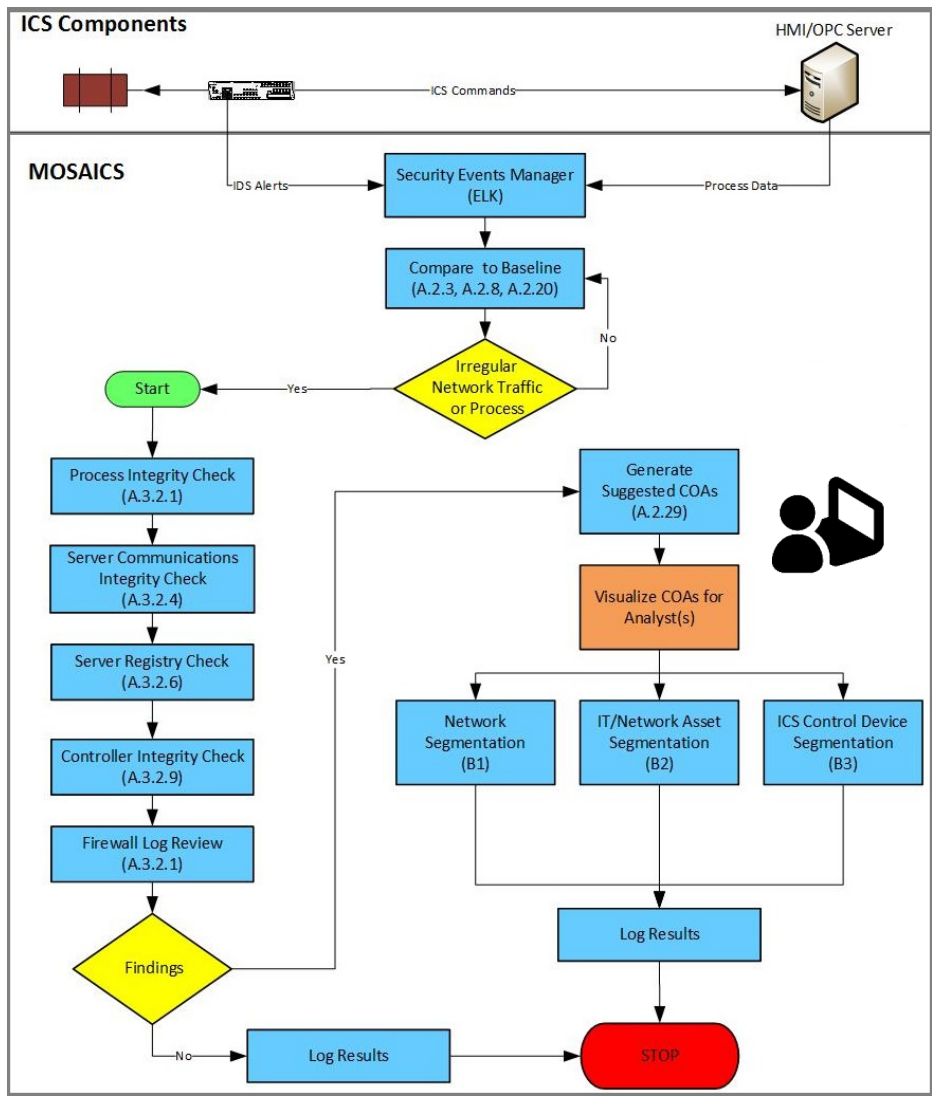 ICS Components
HMI/OPC Server
ICS Commands
MOSAICS
IDS Alerts
Security Events Manager
(ELK)
Process Data
Compare to Baseline
(A.2.3, A.2.8, A.2.20)
No
Irregular
Network Traffic
or Process
Yes
Start
Process Integrity Check
(A.3.2.1)
Server Communications
Integrity Check
(A.3.2.4)
Server Registry Check
(A.3.2.6)
Controller Integrity Check
(A.3.2.9)
Firewall Log Review
(A.3.2.1)
Findings
Yes
Generate
Suggested COAs
(A.2.29)
Visualize COAs for
Analyst(s)
Network
Segmentation
(B1)
IT/Network Asset
Segmentation
(B2)
ICS Control Device
Segmentation
(B3)
Log Results
No
Log Results
STOP